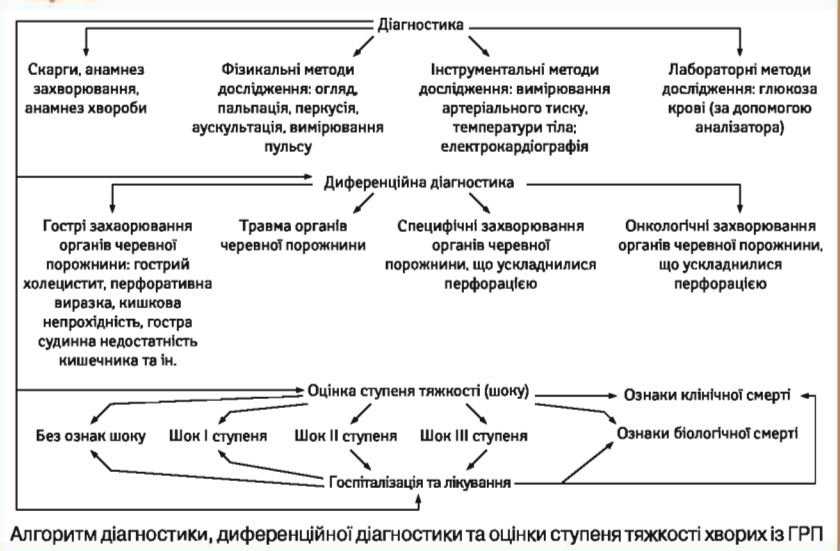 Діагностика
Скарги, анамнез
захворювання,
анамнез хвороби
Фізикальні методи
дослідження: огляд,
пальпація, перкусія,
аускультація, вимірювання
пульсу
Інструментальні методи
дослідження: вимірювання
артеріального тиску,
температури тіла;
електрокардіографія
Лабораторні методи
дослідження: глюкоза
крові (за допомогою
аналізатора)
Диференційна діагностика
Гострі захаорювання
органів черевної
порожнини: гострий
холецистит, перфоративна
виразка, кишкова
непрохідність, гостра
судинна недостатність
кишечника та ін.
Травма органів
черевної порожнини
Специфічні захворювання
органів черевної
порожнини, що ускладнилися
перфорацією
Онкологічні захворювання
органів черевної порожнини,
що ускладнилися
перфорацією
Оцінка ступеня тяжкості (шоку)
Ознаки клінічної смерті
Без ознак шоку
Шок І ступеня
Шок ІІ ступеня
Шок ІІІ ступеня
Ознаки біологічної смерті
Госпіталізація та лікування
Алгоритм діагностики, диференційної діагностики та оцінки ступеня тяжкості хворих із ГРП